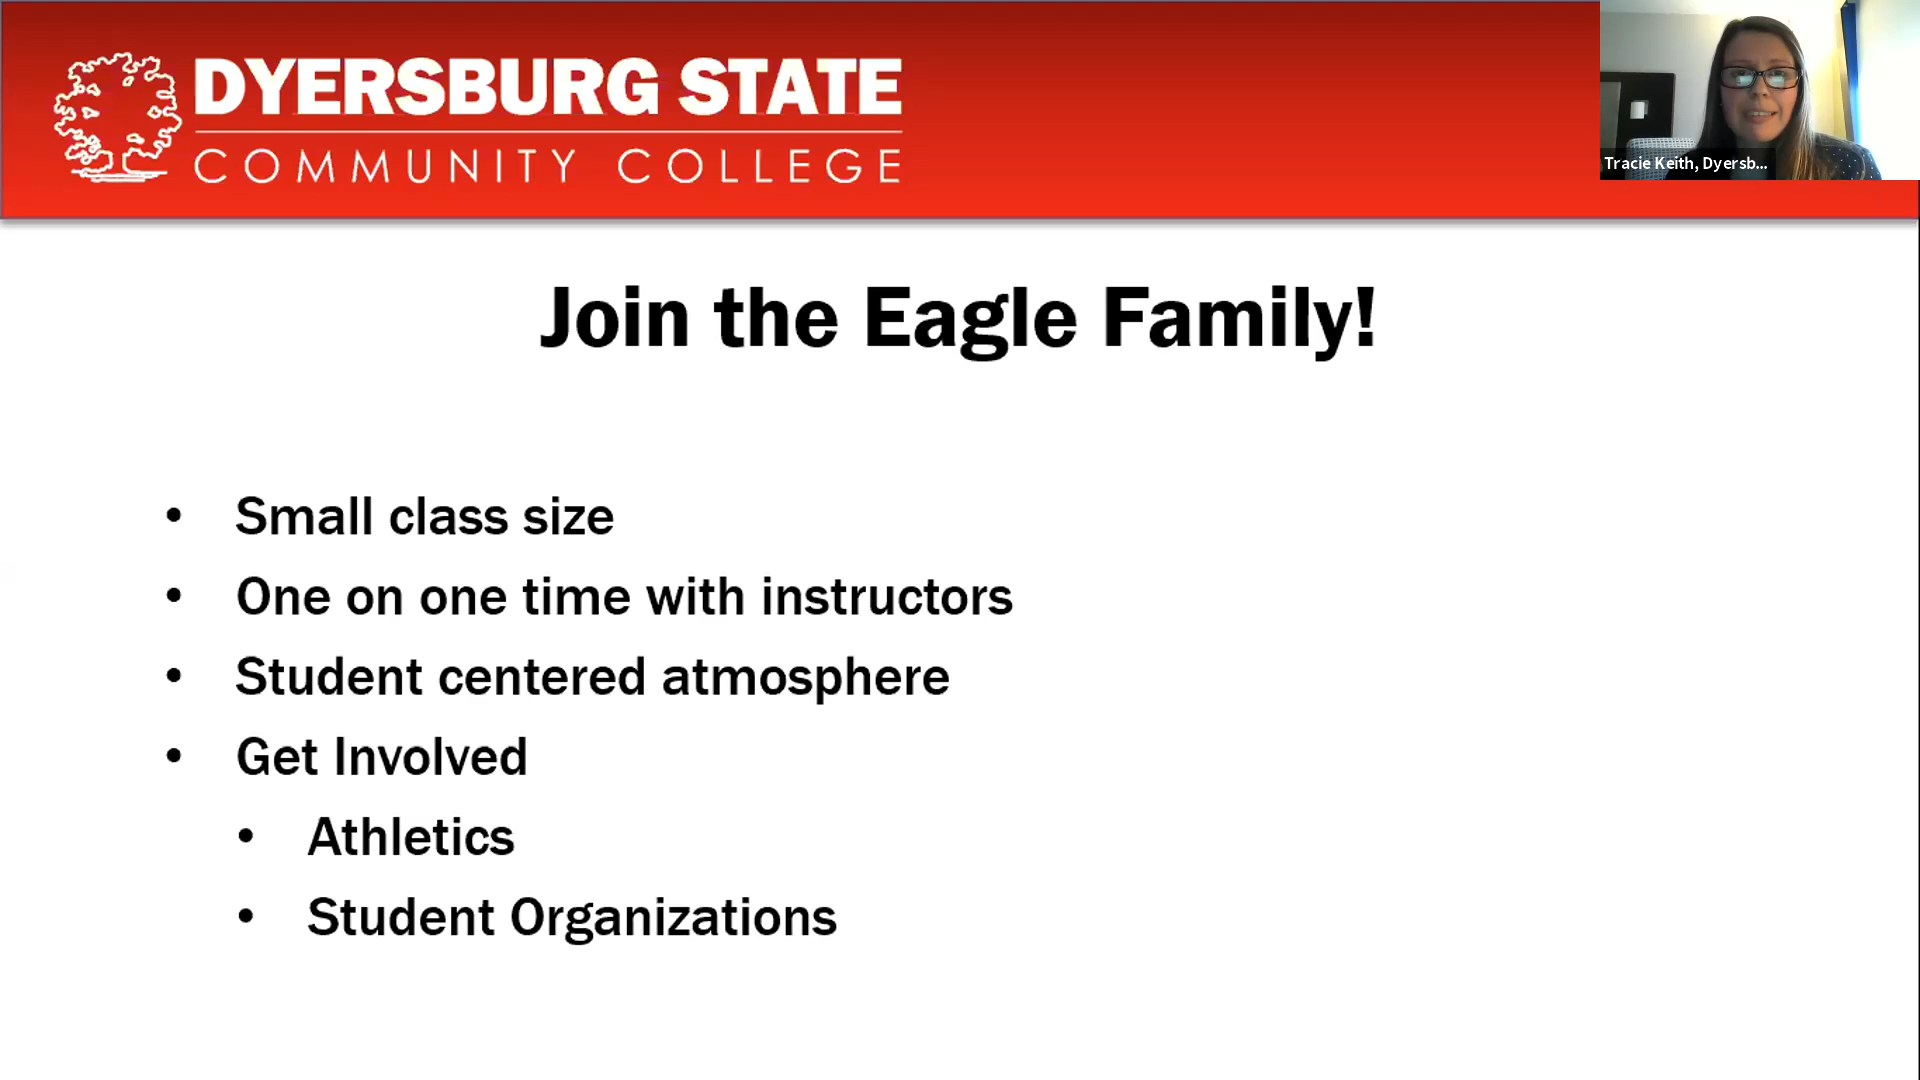 DYERSBURG STATE
COMMUNITY COLLEGE
Tracie Keith, Dyersb...
Join the Eagle Family!
• Small class size
• One on one time with instructors
• Student centered atmosphere
• Get Involved
• Athletics
• Student Organizations